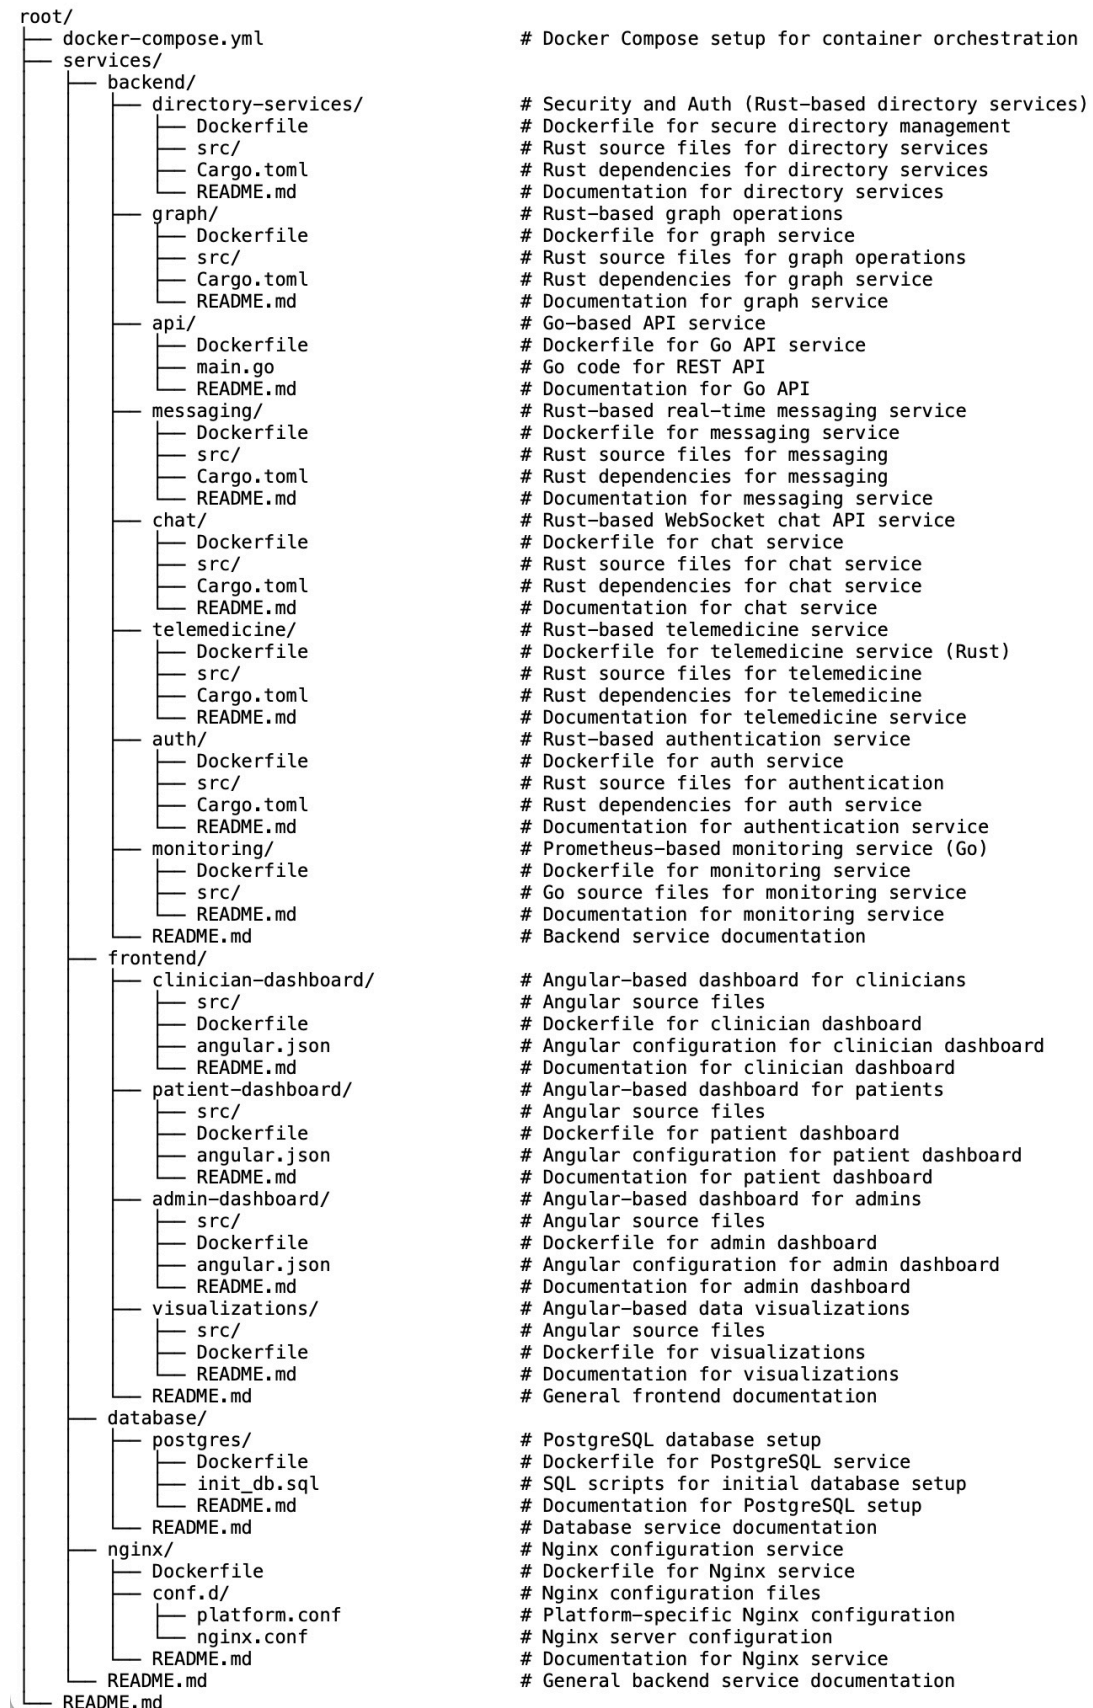 root/
├── docker-compose.yml # Docker Compose setup for container orchestration
├── services/
│   ├── backend/
│   │   ├── directory-services/ # Security and Auth (Rust-based directory services)
│   │   │   ├── Dockerfile # Dockerfile for secure directory management
│   │   │   ├── src/ # Rust source files for directory services
│   │   │   ├── Cargo.toml # Rust dependencies for directory services
│   │   │   └── README.md # Documentation for directory services
│   │   ├── graph/ # Rust-based graph operations
│   │   │   ├── Dockerfile # Dockerfile for graph service
│   │   │   ├── src/ # Rust source files for graph operations
│   │   │   ├── Cargo.toml # Rust dependencies for graph service
│   │   │   └── README.md # Documentation for graph service
│   │   ├── api/ # Go-based API service
│   │   │   ├── Dockerfile # Dockerfile for Go API service
│   │   │   ├── main.go # Go code for REST API
│   │   │   └── README.md # Documentation for Go API
│   │   ├── messaging/ # Rust-based real-time messaging service
│   │   │   ├── Dockerfile # Dockerfile for messaging service
│   │   │   ├── src/ # Rust source files for messaging
│   │   │   ├── Cargo.toml # Rust dependencies for messaging
│   │   │   └── README.md # Documentation for messaging service
│   │   ├── chat/ # Rust-based WebSocket chat API service
│   │   │   ├── Dockerfile # Dockerfile for chat service
│   │   │   ├── src/ # Rust source files for chat service
│   │   │   ├── Cargo.toml # Rust dependencies for chat service
│   │   │   └── README.md # Documentation for chat service
│   │   ├── telemedicine/ # Rust-based telemedicine service
│   │   │   ├── Dockerfile # Dockerfile for telemedicine service (Rust)
│   │   │   ├── src/ # Rust source files for telemedicine
│   │   │   ├── Cargo.toml # Rust dependencies for telemedicine
│   │   │   └── README.md # Documentation for telemedicine service
│   │   ├── auth/ # Rust-based authentication service
│   │   │   ├── Dockerfile # Dockerfile for auth service
│   │   │   ├── src/ # Rust source files for authentication
│   │   │   ├── Cargo.toml # Rust dependencies for auth service
│   │   │   └── README.md # Documentation for authentication service
│   │   ├── monitoring/ # Prometheus-based monitoring service (Go)
│   │   │   ├── Dockerfile # Dockerfile for monitoring service
│   │   │   ├── src/ # Go source files for monitoring service
│   │   │   └── README.md # Documentation for monitoring service
│   │   └── README.md # Backend service documentation
│   ├── frontend/
│   │   ├── clinician-dashboard/ # Angular-based dashboard for clinicians
│   │   │   ├── src/ # Angular source files
│   │   │   ├── Dockerfile # Dockerfile for clinician dashboard
│   │   │   ├── angular.json # Angular configuration for clinician dashboard
│   │   │   └── README.md # Documentation for clinician dashboard
│   │   ├── patient-dashboard/ # Angular-based dashboard for patients
│   │   │   ├── src/ # Angular source files
│   │   │   ├── Dockerfile # Dockerfile for patient dashboard
│   │   │   ├── angular.json # Angular configuration for patient dashboard
│   │   │   └── README.md # Documentation for patient dashboard
│   │   ├── admin-dashboard/ # Angular-based dashboard for admins
│   │   │   ├── src/ # Angular source files
│   │   │   ├── Dockerfile # Dockerfile for admin dashboard
│   │   │   ├── angular.json # Angular configuration for admin dashboard
│   │   │   └── README.md # Documentation for admin dashboard
│   │   ├── visualizations/ # Angular-based data visualizations
│   │   │   ├── src/ # Angular source files
│   │   │   ├── Dockerfile # Dockerfile for visualizations
│   │   │   └── README.md # Documentation for visualizations
│   │   └── README.md # General frontend documentation
│   ├── database/
│   │   ├── postgres/ # PostgreSQL database setup
│   │   │   ├── Dockerfile # Dockerfile for PostgreSQL service
│   │   │   ├── init_db.sql # SQL scripts for initial database setup
│   │   │   └── README.md # Documentation for PostgreSQL setup
│   │   └── README.md # Database service documentation
│   ├── nginx/ # Nginx configuration service
│   │   ├── Dockerfile # Dockerfile for Nginx service
│   │   ├── conf.d/ # Nginx configuration files
│   │   │   ├── platform.conf # Platform-specific Nginx configuration
│   │   │   └── nginx.conf # Nginx server configuration
│   │   └── README.md # Documentation for Nginx service
│   └── README.md # General backend service documentation
└── README.md